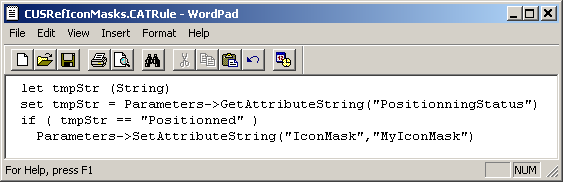 CUSRefIconMasks.CATRule - WordPad
File Edit View Insert Format Help
let tmpStr (String)
set tmpStr = Parameters->GetAttributeString("PositionningStatus")
if ( tmpStr == "Positionned" )
Parameters->SetAttributeString("IconMask","MyIconMask")
For Help, press F1 NUM